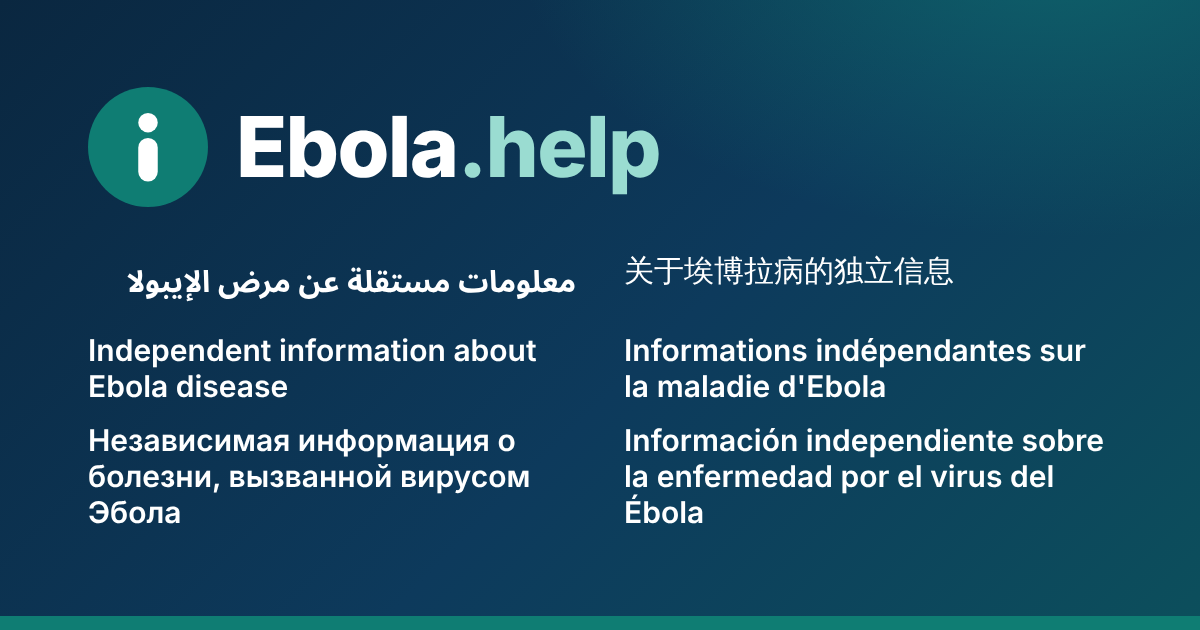 Ebola.help
معلومات مستقلة عن مرض الإيبولا
关于埃博拉病的独立信息
Independent information about
Ebola disease
Informations indépendantes sur
la maladie d'Ebola
Независимая информация о
болезни, вызванной вирусом
Эбола
Información independiente sobre
la enfermedad por el virus del
Ébola